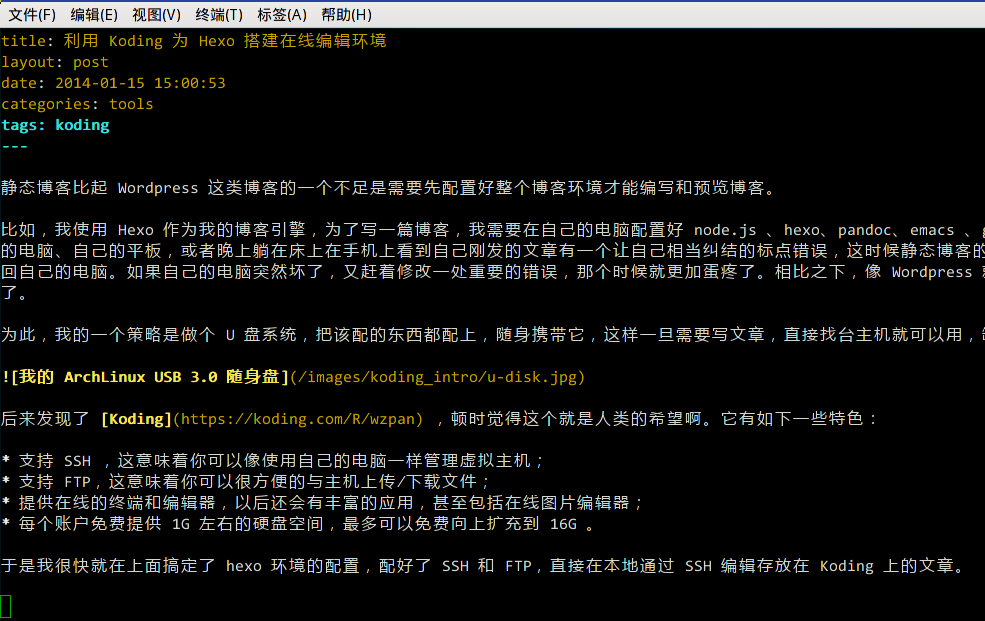 文件(F) 编辑(E) 视图(V) 终端(T) 标签(A) 帮助(H)
title: 利用 Koding 为 Hexo 搭建在线编辑环境
layout: post
date: 2014-01-15 15:00:53
categories: tools
tags: koding
---
静态博客比起 Wordpress 这类博客的一个不足是需要先配置好整个博客环境才能编写和预览博客。
比如，我使用 Hexo 作为我的博客引擎，为了写一篇博客，我需要在自己的电脑配置好 node.js 、hexo、pandoc、emacs 、
的电脑、自己的平板，或者晚上躺在床上在手机上看到自己刚发的文章有一个让自己相当纠结的标点错误，这时候静态博客的
回自己的电脑。如果自己的电脑突然坏了，又赶着修改一处重要的错误，那个时候就更加蛋疼了。相比之下，像 Wordpress
了。
为此，我的一个策略是做个 U 盘系统，把该配的东西都配上，随身携带它，这样一旦需要写文章，直接找台主机就可以用，
![我的 ArchLinux USB 3.0 随身盘](/images/koding_intro/u-disk.jpg)
后来发现了 [Koding](https://koding.com/R/wzpan) ，顿时觉得这个就是人类的希望啊。它有如下一些特色：
* 支持 SSH ，这意味着你可以像使用自己的电脑一样管理虚拟主机；
* 支持 FTP，这意味着你可以很方便的与主机上传/下载文件；
* 提供在线的终端和编辑器，以后还会有丰富的应用，甚至包括在线图片编辑器；
* 每个账户免费提供 1G 左右的硬盘空间，最多可以免费向上扩充到 16G 。
于是我很快就在上面搞定了 hexo 环境的配置，配好了 SSH 和 FTP，直接在本地通过 SSH 编辑存放在 Koding 上的文章。